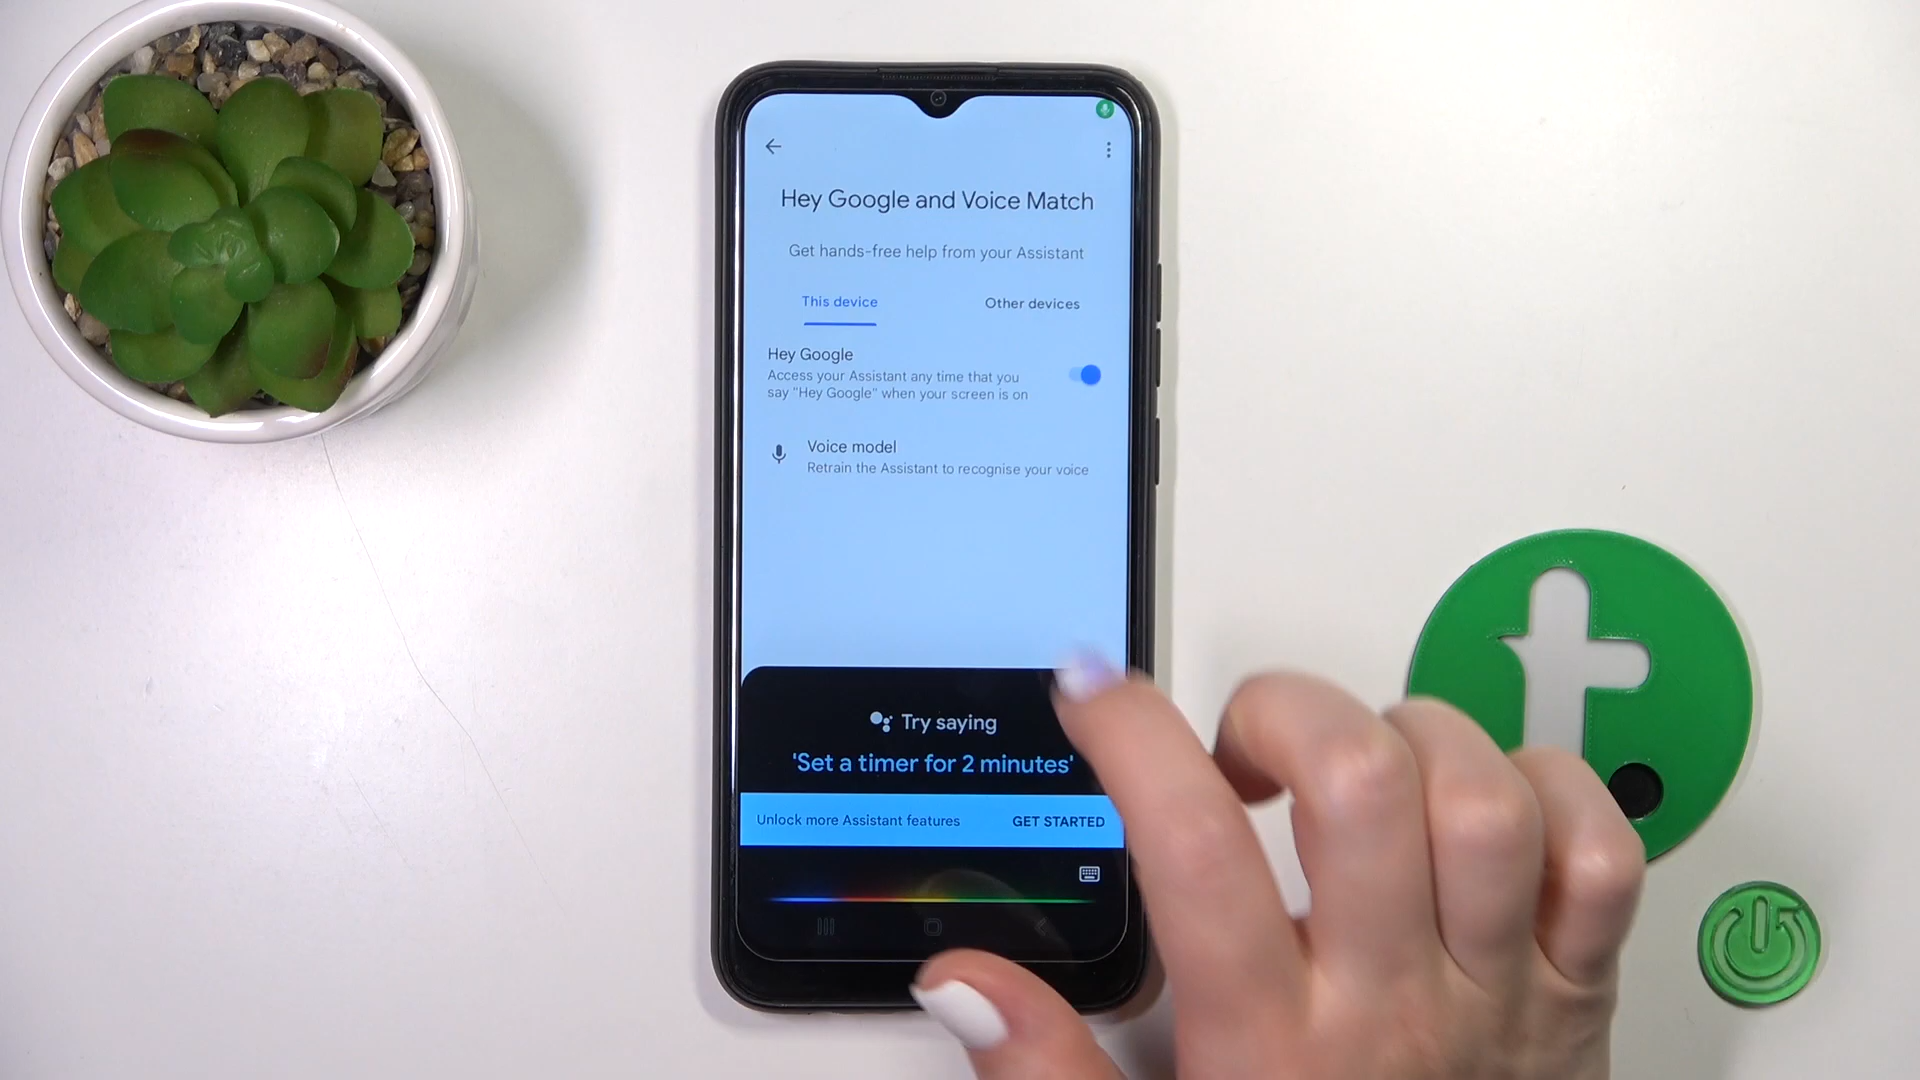 Hey Google and Voice Match
Get hands-free help from your Assistant
This device
Other devices
Hey Google
Access your Assistant any time that you
say "Hey Google" when your screen is on
Voice model
Retrain the Assistant to recognise your voice
Try saying
'Set a timer for 2 minutes'
Unlock more Assistant features
GET STARTED